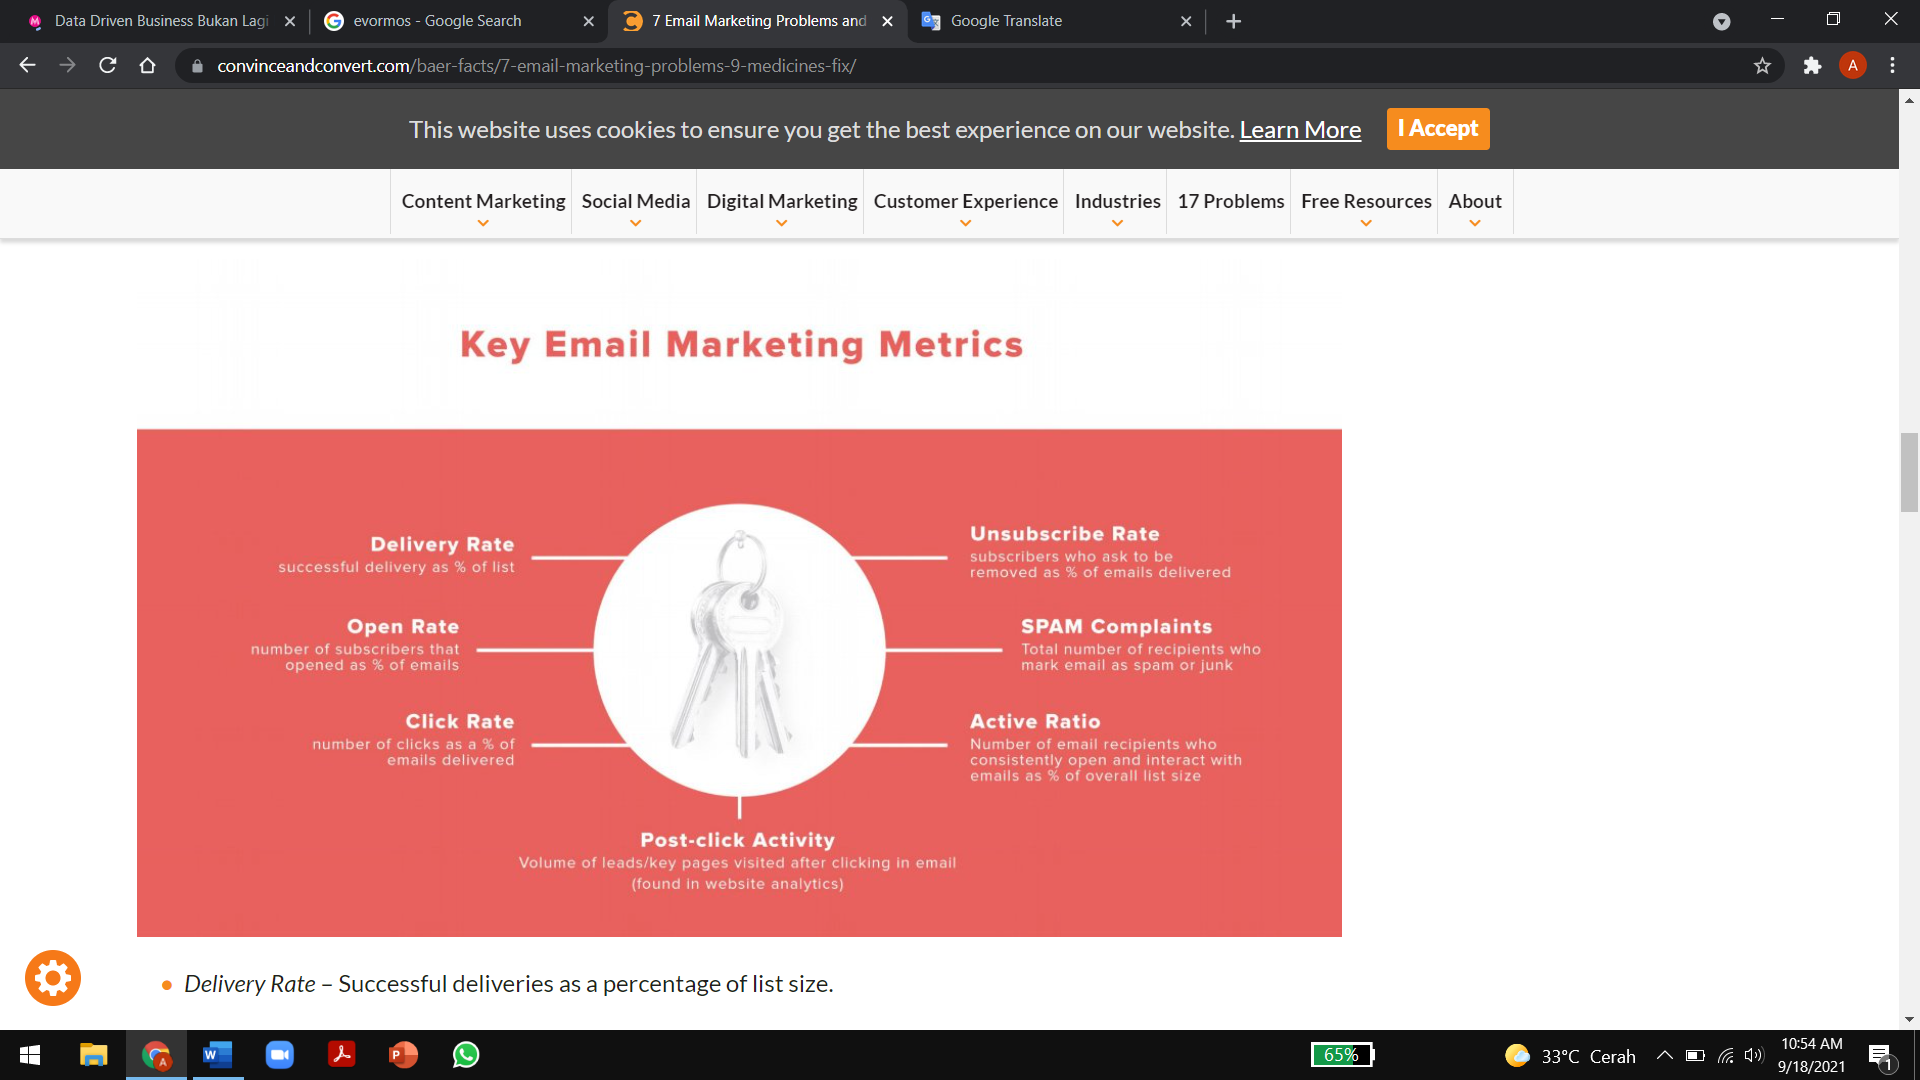 Data Driven Business Bukan Lagi
evormos - Google Search
7 Email Marketing Problems and
Google Translate
convinceandconvert.com/baer-facts/7-email-marketing-problems-9-medicines-fix/
A
This website uses cookies to ensure you get the best experience on our website. Learn More
I Accept
Content Marketing
Social Media
Digital Marketing
Customer Experience
Industries
17 Problems
Free Resources
About
Key Email Marketing Metrics
Delivery Rate
successful delivery as % of list
Open Rate
number of subscribers that
opened as % of emails
Click Rate
number of clicks as a % of
emails delivered
Unsubscribe Rate
subscribers who ask to be
removed as % of emails delivered
SPAM Complaints
Total number of recipients who
mark email as spam or junk
Active Ratio
Number of email recipients who
consistently open and interact with
emails as % of overall list size
Post-click Activity
Volume of leads/key pages visited after clicking in email
(found in website analytics)
• Delivery Rate – Successful deliveries as a percentage of list size.
65%
33°C Cerah
10:54 AM
9/18/2021
1